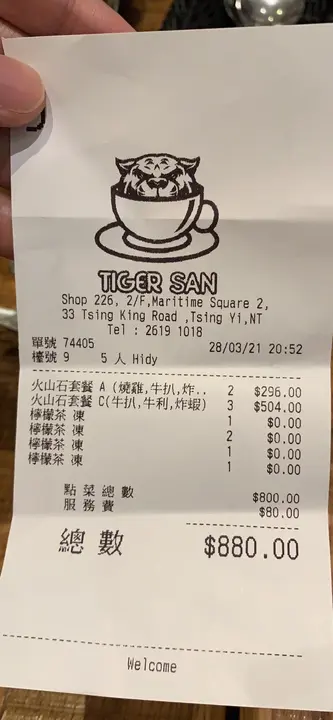 TIGER SAN
Shop 226, 2/F,Maritime Square 2,
33 Tsing King Road ,Tsing Yi,NT
Tel : 2619 1018
單號 74405 28/03/21 20:52
檯號 9 5 人 Hidy
火山石套餐 A (燒雞,牛扒,炸.. 2 $296.00
火山石套餐 C(牛扒,牛利,炸蝦) 3 $504.00
檸檬茶 凍 1 $0.00
檸檬茶 凍 2 $0.00
檸檬茶 凍 1 $0.00
檸檬茶 凍 1 $0.00
點菜總數 $800.00
服務費 $80.00
總數 $880.00
Welcome